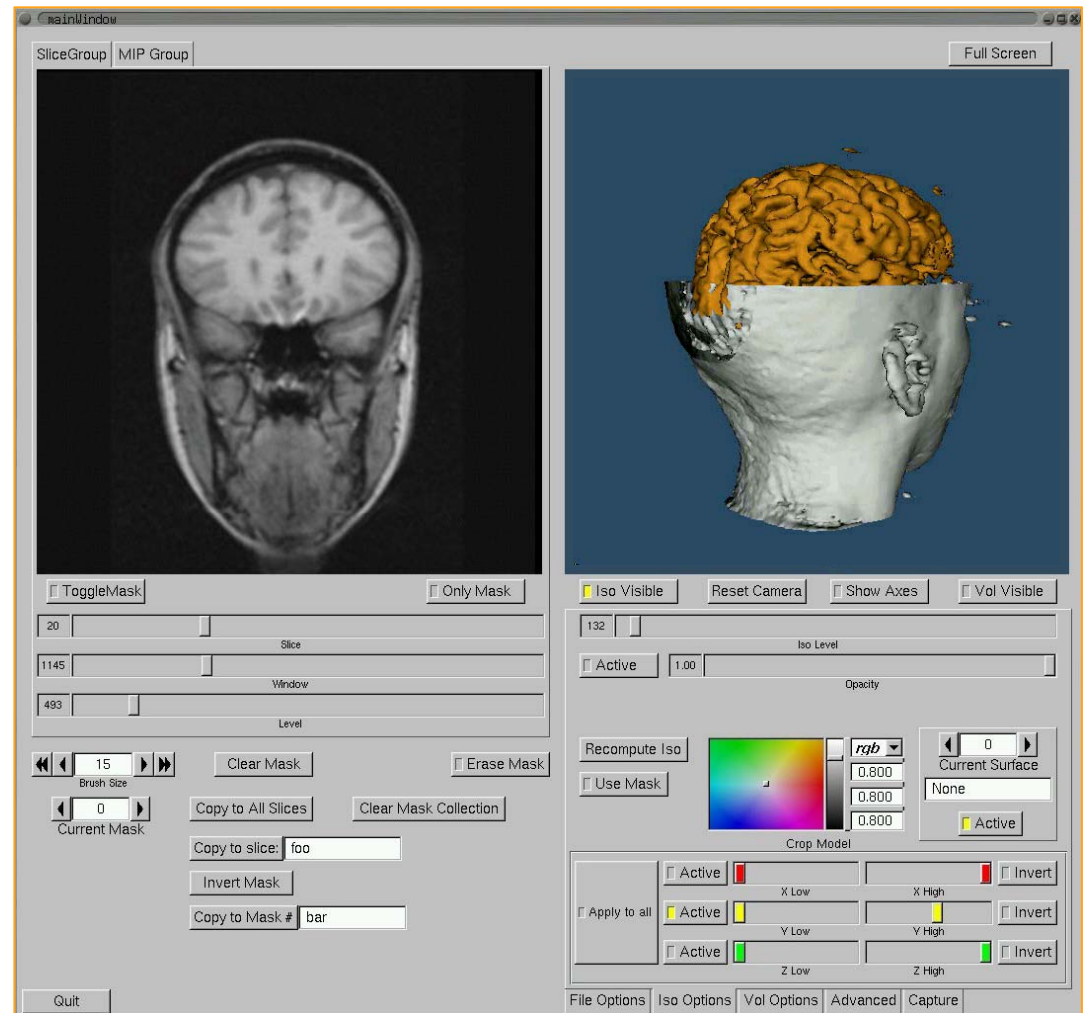 mainWindow
SliceGroup MIP Group
Full Screen
ToggleMask
Only Mask
20
Slice
1145
Window
493
Level
15
Brush Size
Clear Mask
Erase Mask
0
Current Mask
Copy to All Slices
Clear Mask Collection
Copy to slice: foo
Invert Mask
Copy to Mask # bar
Quit
Iso Visible
Reset Camera
Show Axes
Vol Visible
132
Iso Level
Active
1.00
Opacity
Recompute Iso
Use Mask
rgb
0.800
0.800
0.800
0
Current Surface
None
Active
Crop Model
Apply to all
Active
X Low
X High
Invert
Active
Y Low
Y High
Invert
Active
Z Low
Z High
Invert
File Options Iso Options Vol Options Advanced Capture